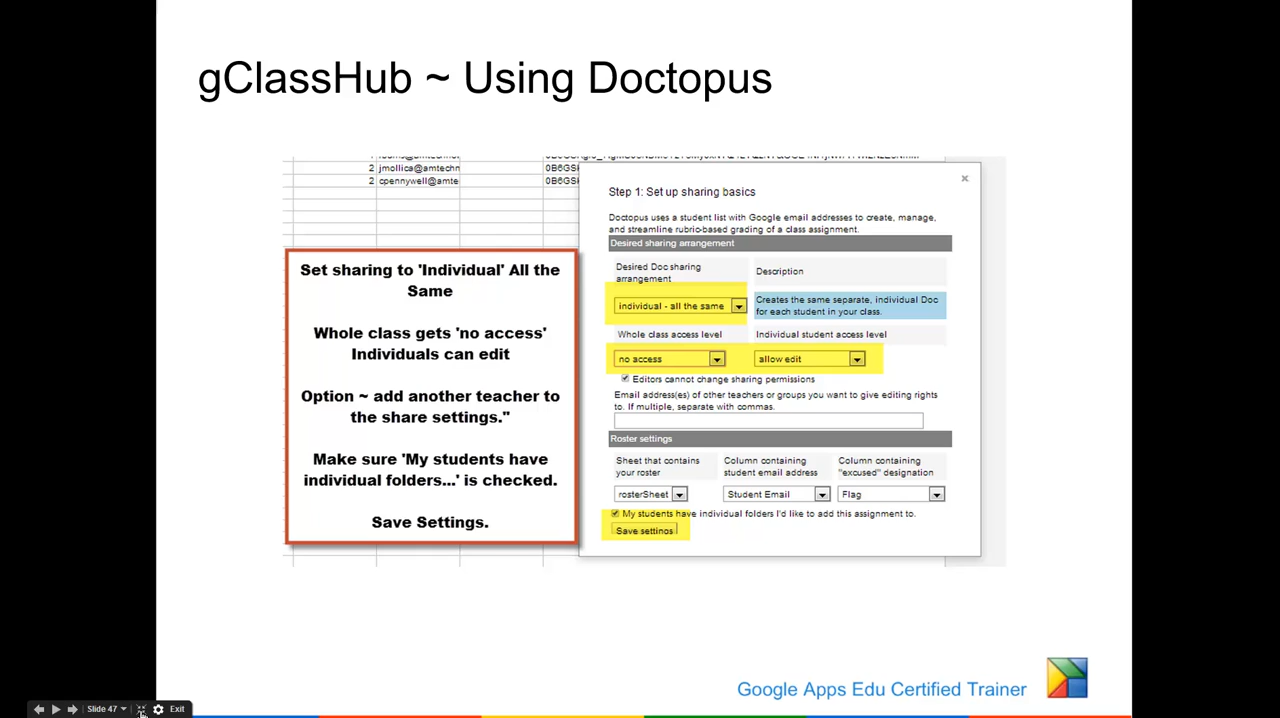 gClassHub ~ Using Doctopus
2 jmollica@amtechn
2 cpennywell@amte
Step 1: Set up sharing basics
Doctopus uses a student list with Google email addresses to create, manage,
and streamline rubric-based grading of a class assignment.
Desired sharing arrangement
Desired Doc sharing
arrangement
Description
individual - all the same
Creates the same separate, individual Doc
for each student in your class.
Whole class access level
Individual student access level
no access
allow edit
Editors cannot change sharing permissions
Email address(es) of other teachers or groups you want to give editing rights
to. If multiple, separate with commas.
Roster settings
Sheet that contains
your roster
Column containing
student email address
Column containing
"excused" designation
rosterSheet
Student Email
Flag
My students have individual folders I'd like to add this assignment to.
Save settings
Set sharing to 'Individual' All the
Same
Whole class gets 'no access'
Individuals can edit
Option ~ add another teacher to
the share settings."
Make sure 'My students have
individual folders...' is checked.
Save Settings.
Google Apps Edu Certified Trainer
Slide 47
Exit